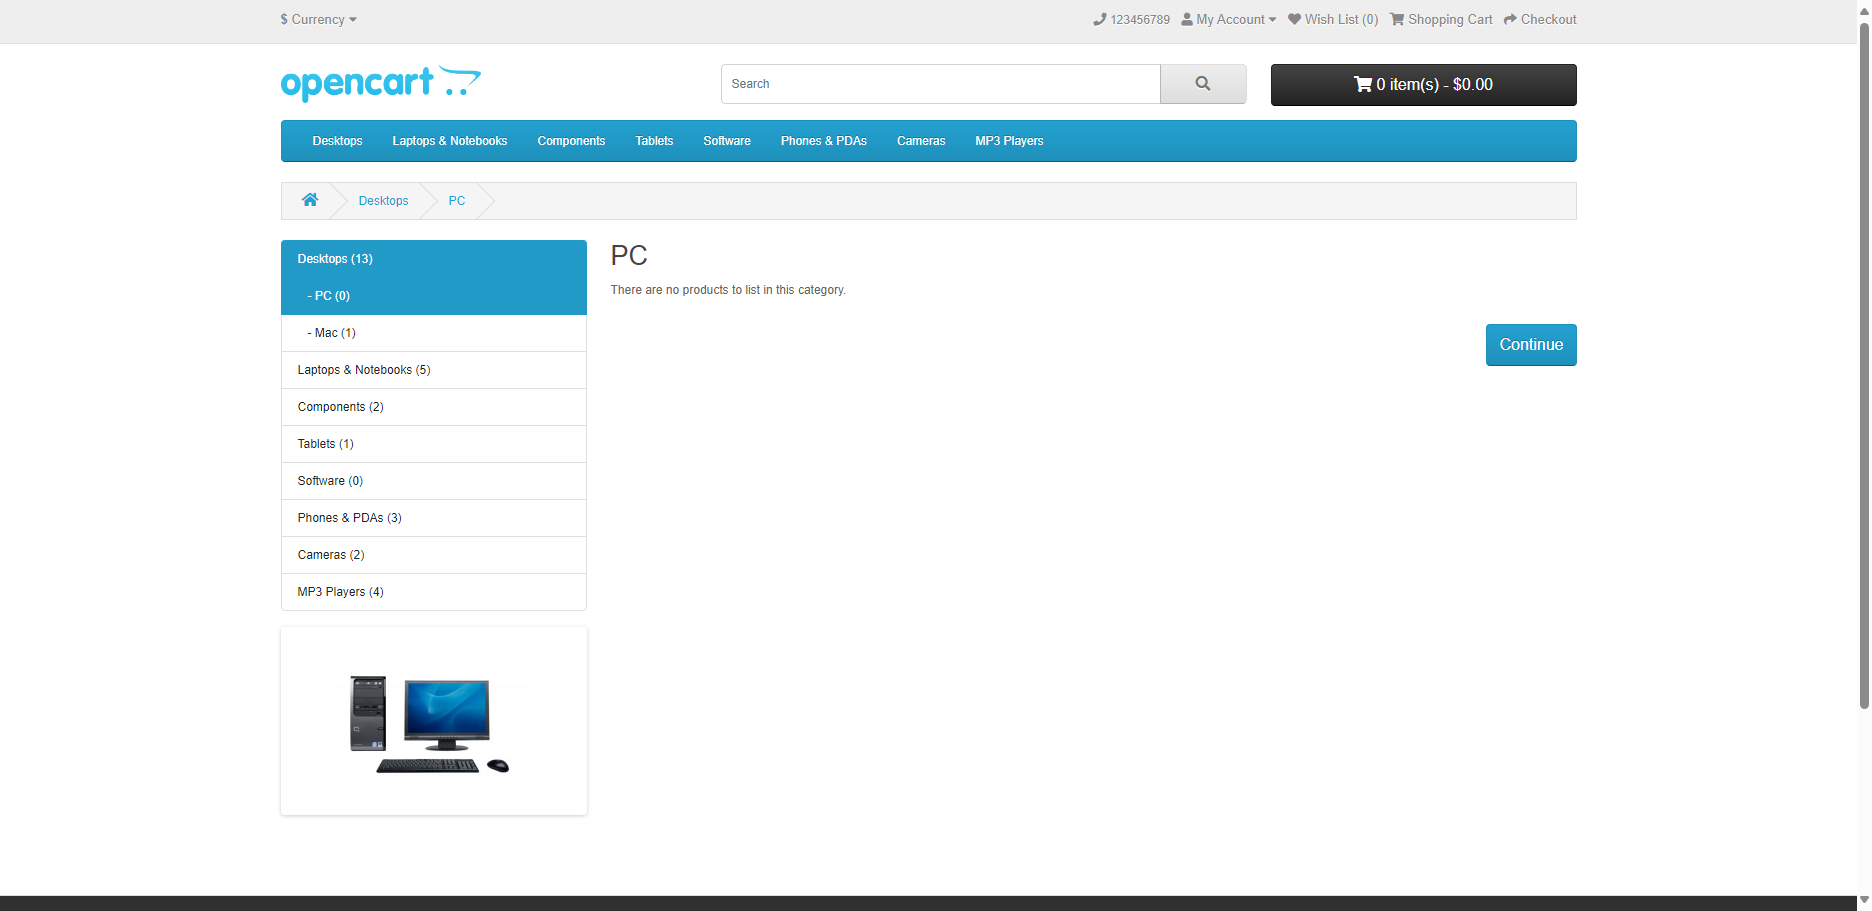 $ Currency
123456789 My Account Wish List (0) Shopping Cart Checkout
opencart
Search
0 item(s) - $0.00
Desktops Laptops & Notebooks Components Tablets Software Phones & PDAs Cameras MP3 Players
Desktops PC
Desktops (13)
- PC (0)
- Mac (1)
Laptops & Notebooks (5)
Components (2)
Tablets (1)
Software (0)
Phones & PDAs (3)
Cameras (2)
MP3 Players (4)
PC
There are no products to list in this category.
Continue